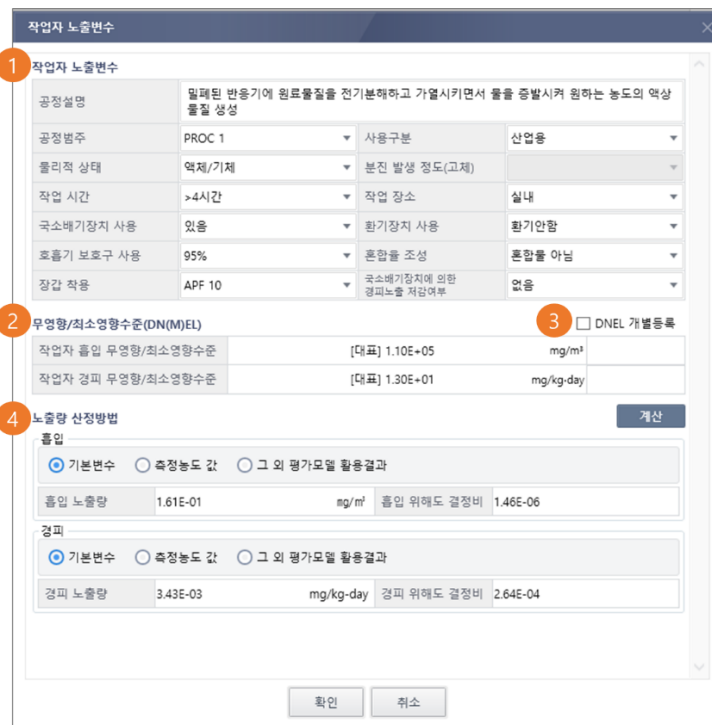 작업자 노출변수
1 작업자 노출변수
공정설명 밀폐된 반응기에 원료물질을 전기분해하고 가열시키면서 물을 증발시켜 원하는 농도의 액상
물질 생성
공정범주 PROC 1 사용구분 산업용
물리적 상태 액체/기체 분진 발생 정도(고체)
작업 시간 >4시간 작업 장소 실내
국소배기장치 사용 있음 환기장치 사용 환기안함
호흡기 보호구 사용 95% 혼합율 조성 혼합물 아님
장갑 착용 APF 10 국소배기장치에 의한
경피노출 저감여부 없음
2 무영향/최소영향수준(DN(M)EL) 3 DNEL 개별등록
작업자 흡입 무영향/최소영향수준 [대표] 1.10E+05 mg/m³
작업자 경피 무영향/최소영향수준 [대표] 1.30E+01 mg/kg-day
4 노출량 산정방법 계산
흡입
기본변수 측정농도 값 그 외 평가모델 활용결과
흡입 노출량 1.61E-01 mg/m³ 흡입 위해도 결정비 1.46E-06
경피
기본변수 측정농도 값 그 외 평가모델 활용결과
경피 노출량 3.43E-03 mg/kg-day 경피 위해도 결정비 2.64E-04
확인 취소